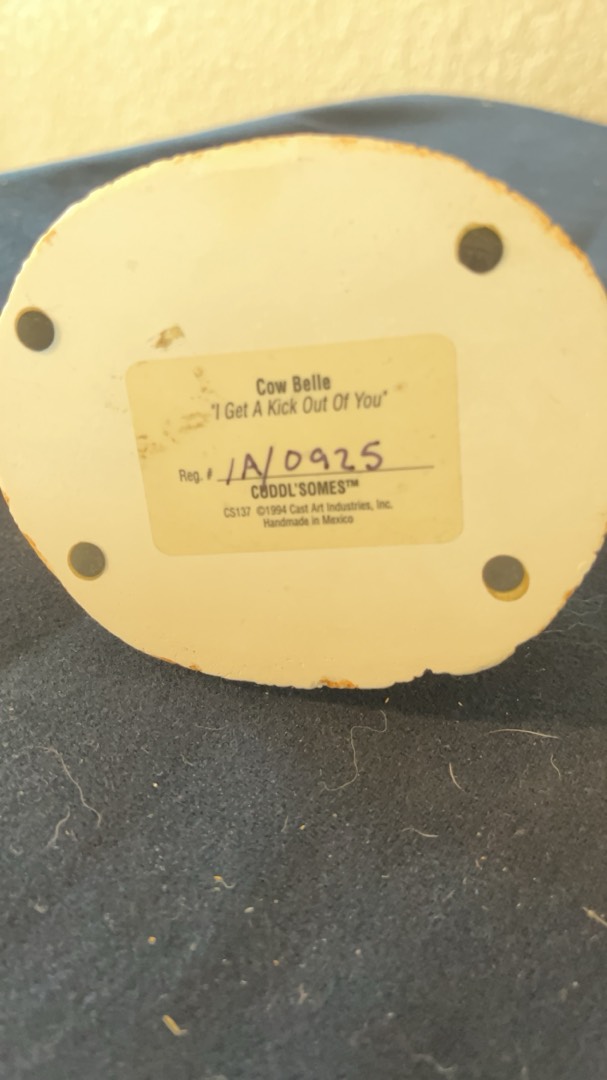 Cow Belle
"I Get A Kick Out Of You"
Reg. # 1A/0925
CUDDL'SOMES™
CS137 ©1994 Cast Art Industries, Inc.
Handmade in Mexico